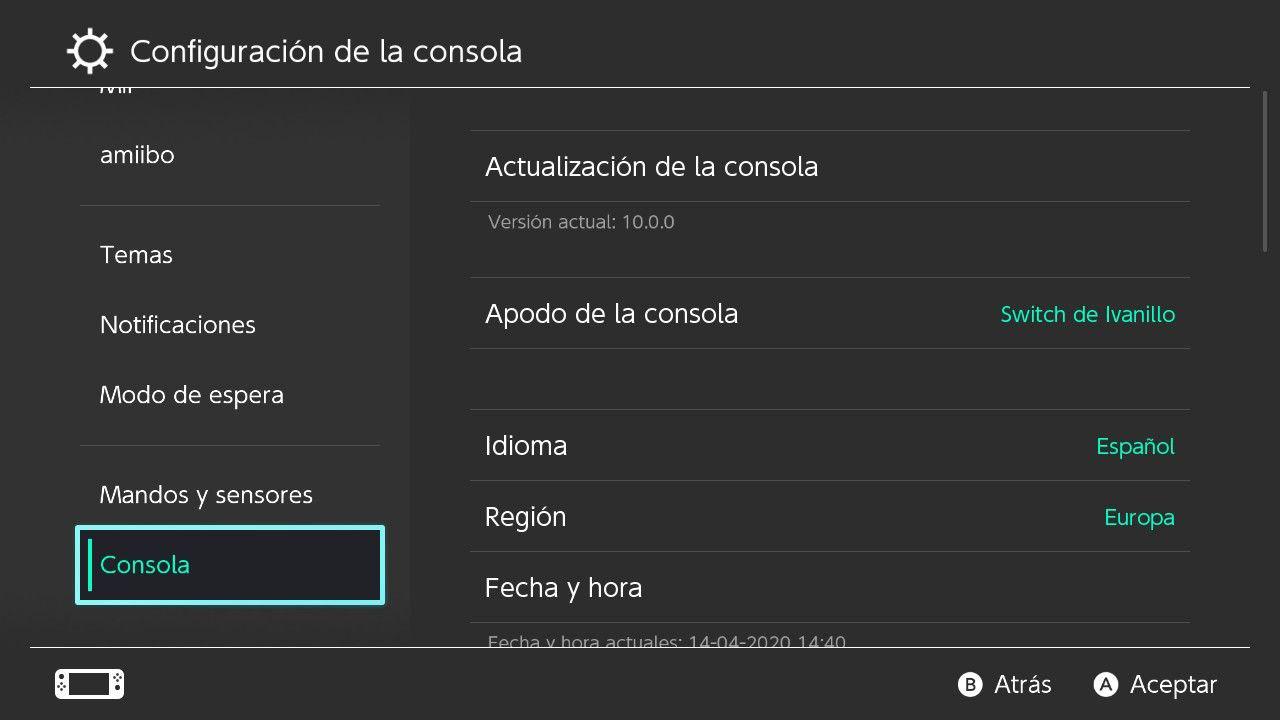 Configuración de la consola
Mii
amiibo
Temas
Notificaciones
Modo de espera
Mandos y sensores
Consola
Actualización de la consola
Versión actual: 10.0.0
Apodo de la consola Switch de Ivanillo
Idioma Español
Región Europa
Fecha y hora
Fecha y hora actuales: 14-04-2020 14:40
B Atrás A Aceptar